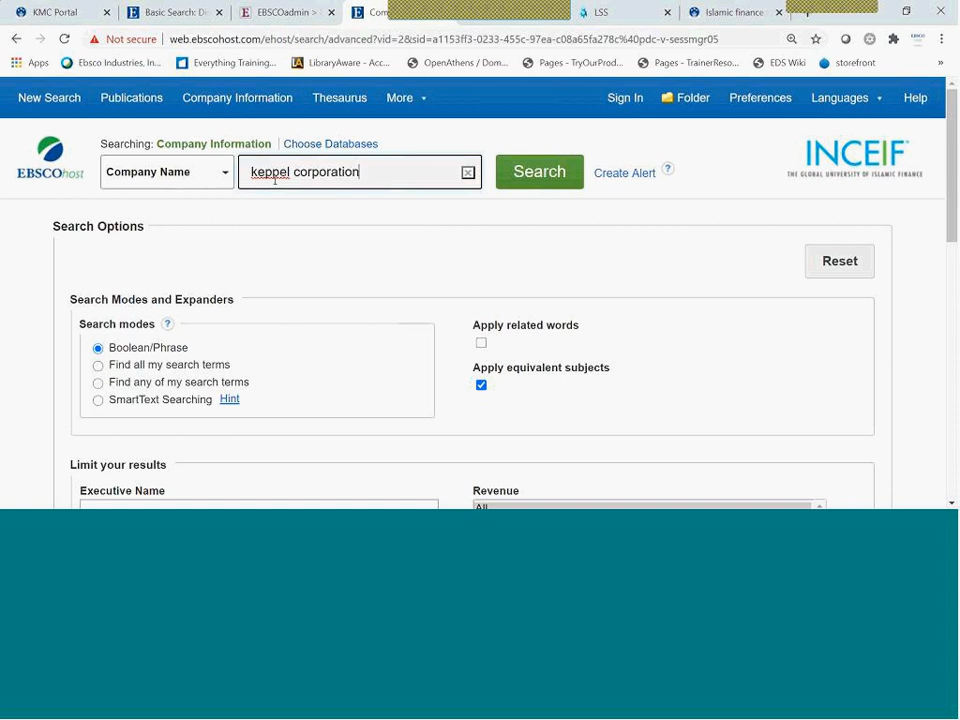 KMC Portal Basic Search: Di EBSCOadmin > Com LSS Islamic finance
Not secure web.ebscohost.com/ehost/search/advanced?vid=2&sid=a1153ff3-0233-455c-97ea-c08a65fa278c%40pdc-v-sessmgr05
Apps Ebsco Industries, In... Everything Training... LibraryAware - Acc... OpenAthens / Dom... Pages - TryOurProd... Pages - TrainerReso... EDS Wiki storefront »
New Search Publications Company Information Thesaurus More Sign In Folder Preferences Languages Help
Searching: Company Information Choose Databases
EBSCOhost Company Name keppel corporation Search Create Alert ?
INCEIF
THE GLOBAL UNIVERSITY OF ISLAMIC FINANCE
Search Options
Reset
Search Modes and Expanders
Search modes ? Apply related words
Boolean/Phrase
Find all my search terms Apply equivalent subjects
Find any of my search terms
SmartText Searching Hint
Limit your results
Executive Name Revenue
All